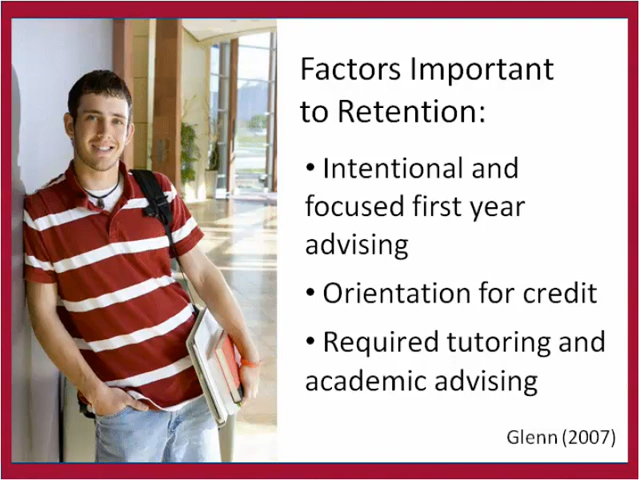 Factors Important
to Retention:
• Intentional and
focused first year
advising
• Orientation for credit
• Required tutoring and
academic advising
Glenn (2007)